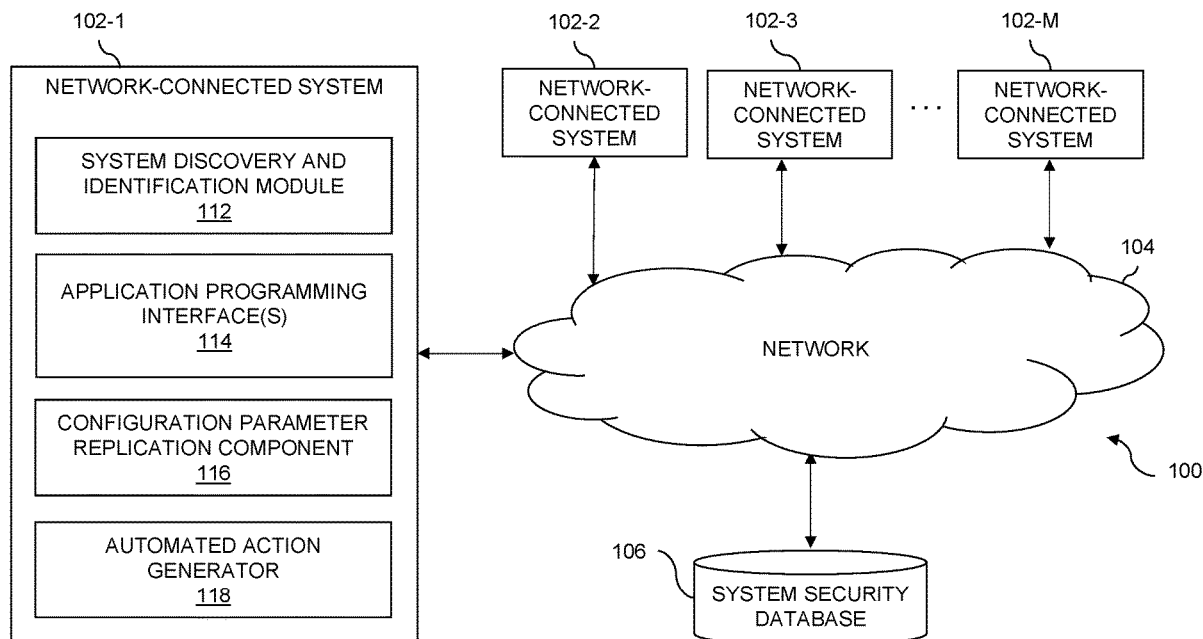 102-1
NETWORK-CONNECTED SYSTEM
SYSTEM DISCOVERY AND
IDENTIFICATION MODULE
112
APPLICATION PROGRAMMING
INTERFACE(S)
114
CONFIGURATION PARAMETER
REPLICATION COMPONENT
116
AUTOMATED ACTION
GENERATOR
118
102-2
NETWORK-
CONNECTED
SYSTEM
102-3
NETWORK-
CONNECTED
SYSTEM
...
102-M
NETWORK-
CONNECTED
SYSTEM
104
NETWORK
100
106
SYSTEM SECURITY
DATABASE